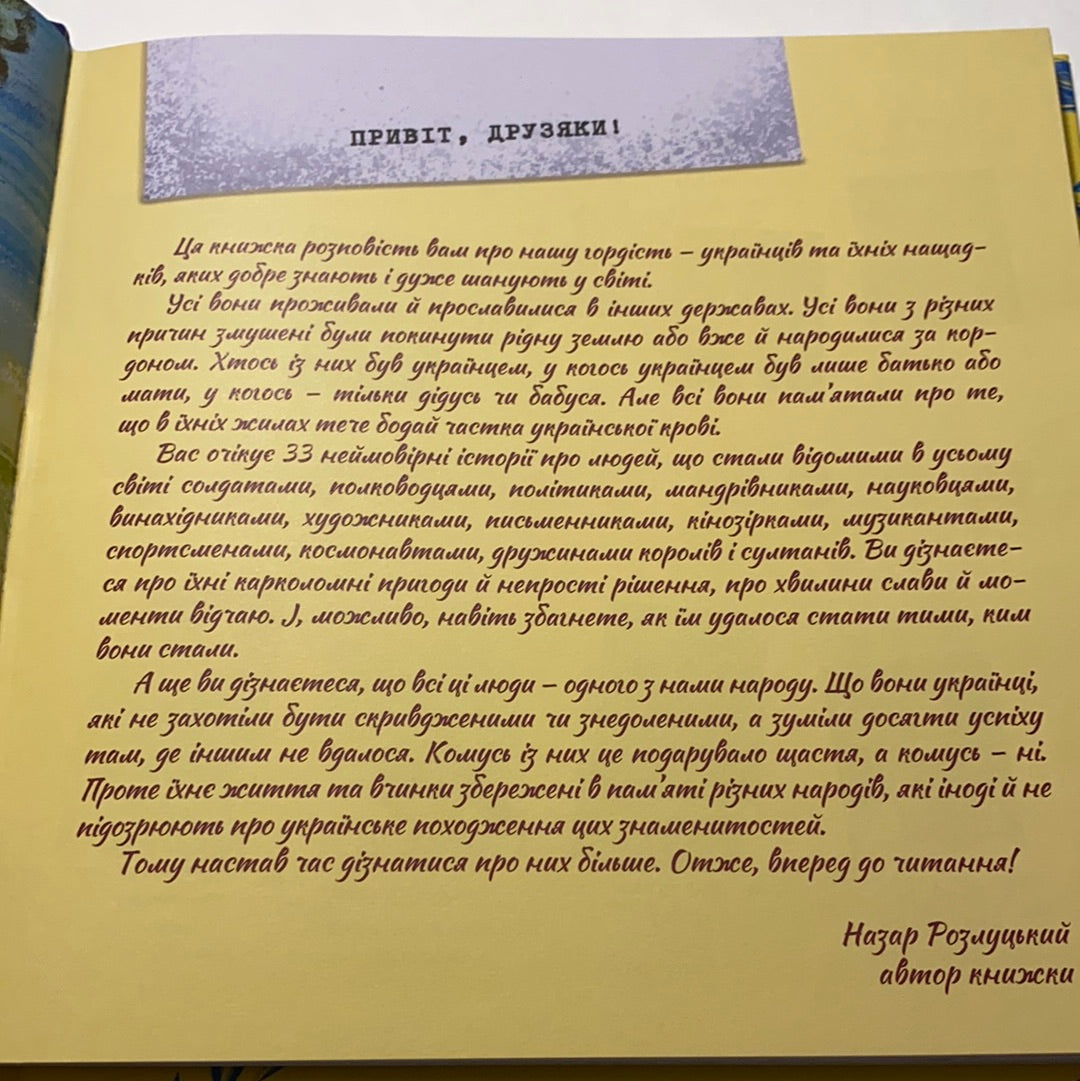 ПРИВІТ, ДРУЗЯКИ!
Ця книжка розповість вам про нашу гордість – українців та їхніх нащад-
ків, яких добре знають і дуже шанують у світі.
Усі вони проживали й прославилися в інших державах. Усі вони з різних
причин змушені були покинути рідну землю або вже й народилися за кор-
доном. Хтось із них був українцем, у когось українцем був лише батько або
мати, у когось – тільки дідусь чи бабуся. Але всі вони пам'ятали про те,
що в їхніх жилах тече бодай частка української крові.
Вас очікує 33 неймовірні історії про людей, що стали відомими в усьому
світі солдатами, полководцями, політиками, мандрівниками, науковцями,
винахідниками, художниками, письменниками, кінозірками, музикантами,
спортсменами, космонавтами, дружинами королів і султанів. Ви дізнаєте-
ся про їхні карколомні пригоди й непрості рішення, про хвилини слави й мо-
менти відчаю. І, можливо, навіть збагнете, як їм удалося стати тими, ким
вони стали.
А ще ви дізнаєтеся, що всі ці люди – одного з нами народу. Що вони українці,
які не захотіли бути скривдженими чи знедоленими, а зуміли досягти успіху
там, де іншим не вдалося. Комусь із них це подарувало щастя, а комусь – ні.
Проте їхнє життя та вчинки збережені в пам'яті різних народів, які іноді й не
підозрюють про українське походження цих знаменитостей.
Тому настав час дізнатися про них більше. Отже, вперед до читання!
Назар Розлуцький
автор книжки